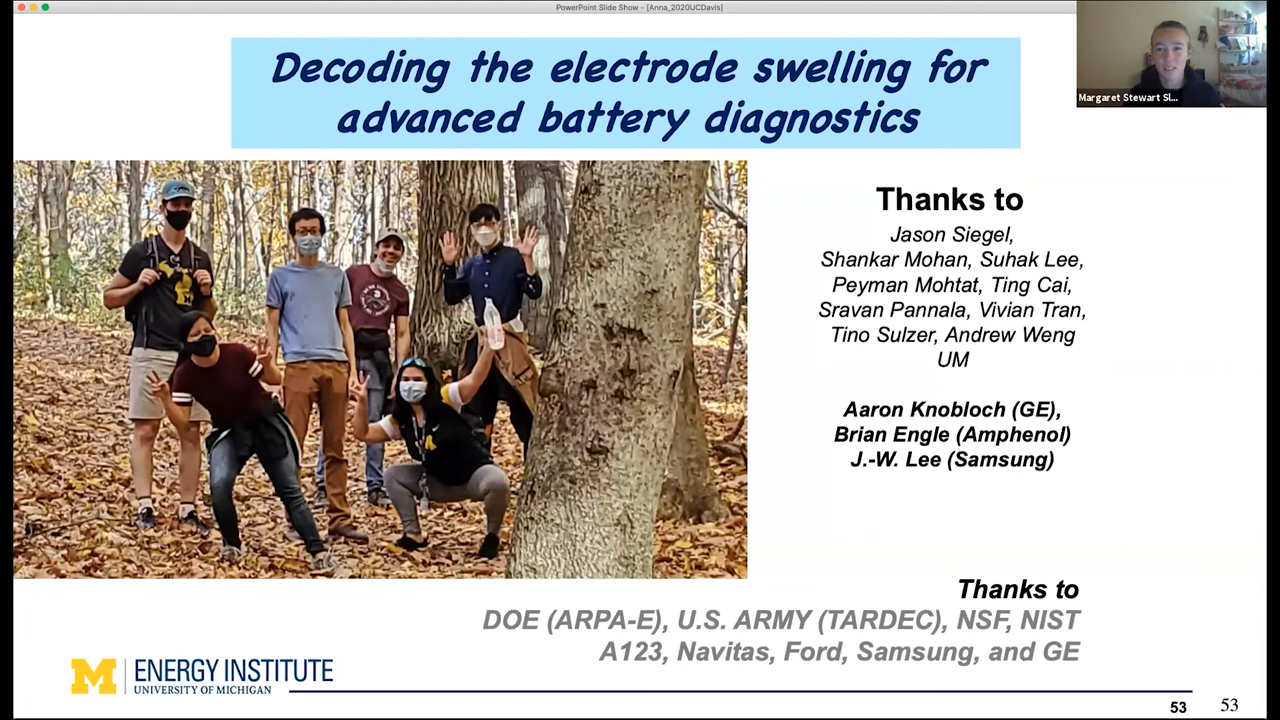 PowerPoint Slide Show - [Anna_2020UCDavis]
Decoding the electrode swelling for
advanced battery diagnostics
Margaret Stewart Sl...
Thanks to
Jason Siegel,
Shankar Mohan, Suhak Lee,
Peyman Mohtat, Ting Cai,
Sravan Pannala, Vivian Tran,
Tino Sulzer, Andrew Weng
UM
Aaron Knobloch (GE),
Brian Engle (Amphenol)
J.-W. Lee (Samsung)
Thanks to
DOE (ARPA-E), U.S. ARMY (TARDEC), NSF, NIST
A123, Navitas, Ford, Samsung, and GE
M ENERGY INSTITUTE
UNIVERSITY OF MICHIGAN
53
53